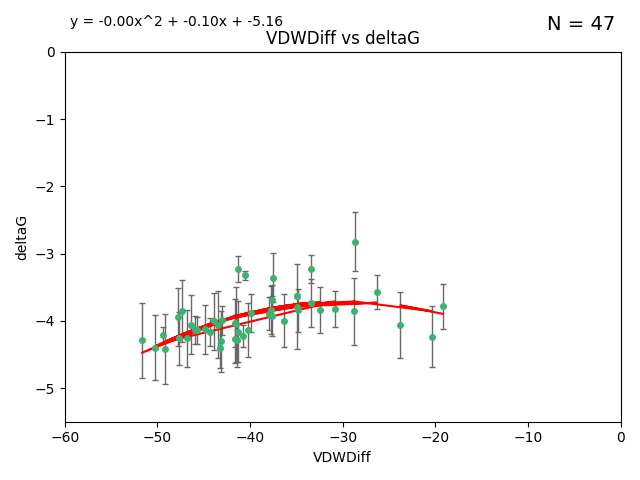 y = -0.00x^2 + -0.10x + -5.16
N = 47
VDWDiff vs deltaG
0
−1
−2
−3
−4
−5
deltaG
−60
−50
−40
−30
−20
−10
0
VDWDiff